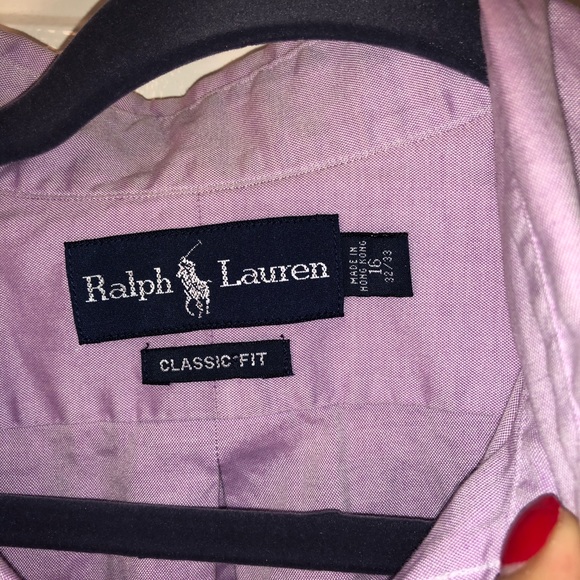 Ralph Lauren
MADE IN
HONG KONG
16
32/33
CLASSIC FIT